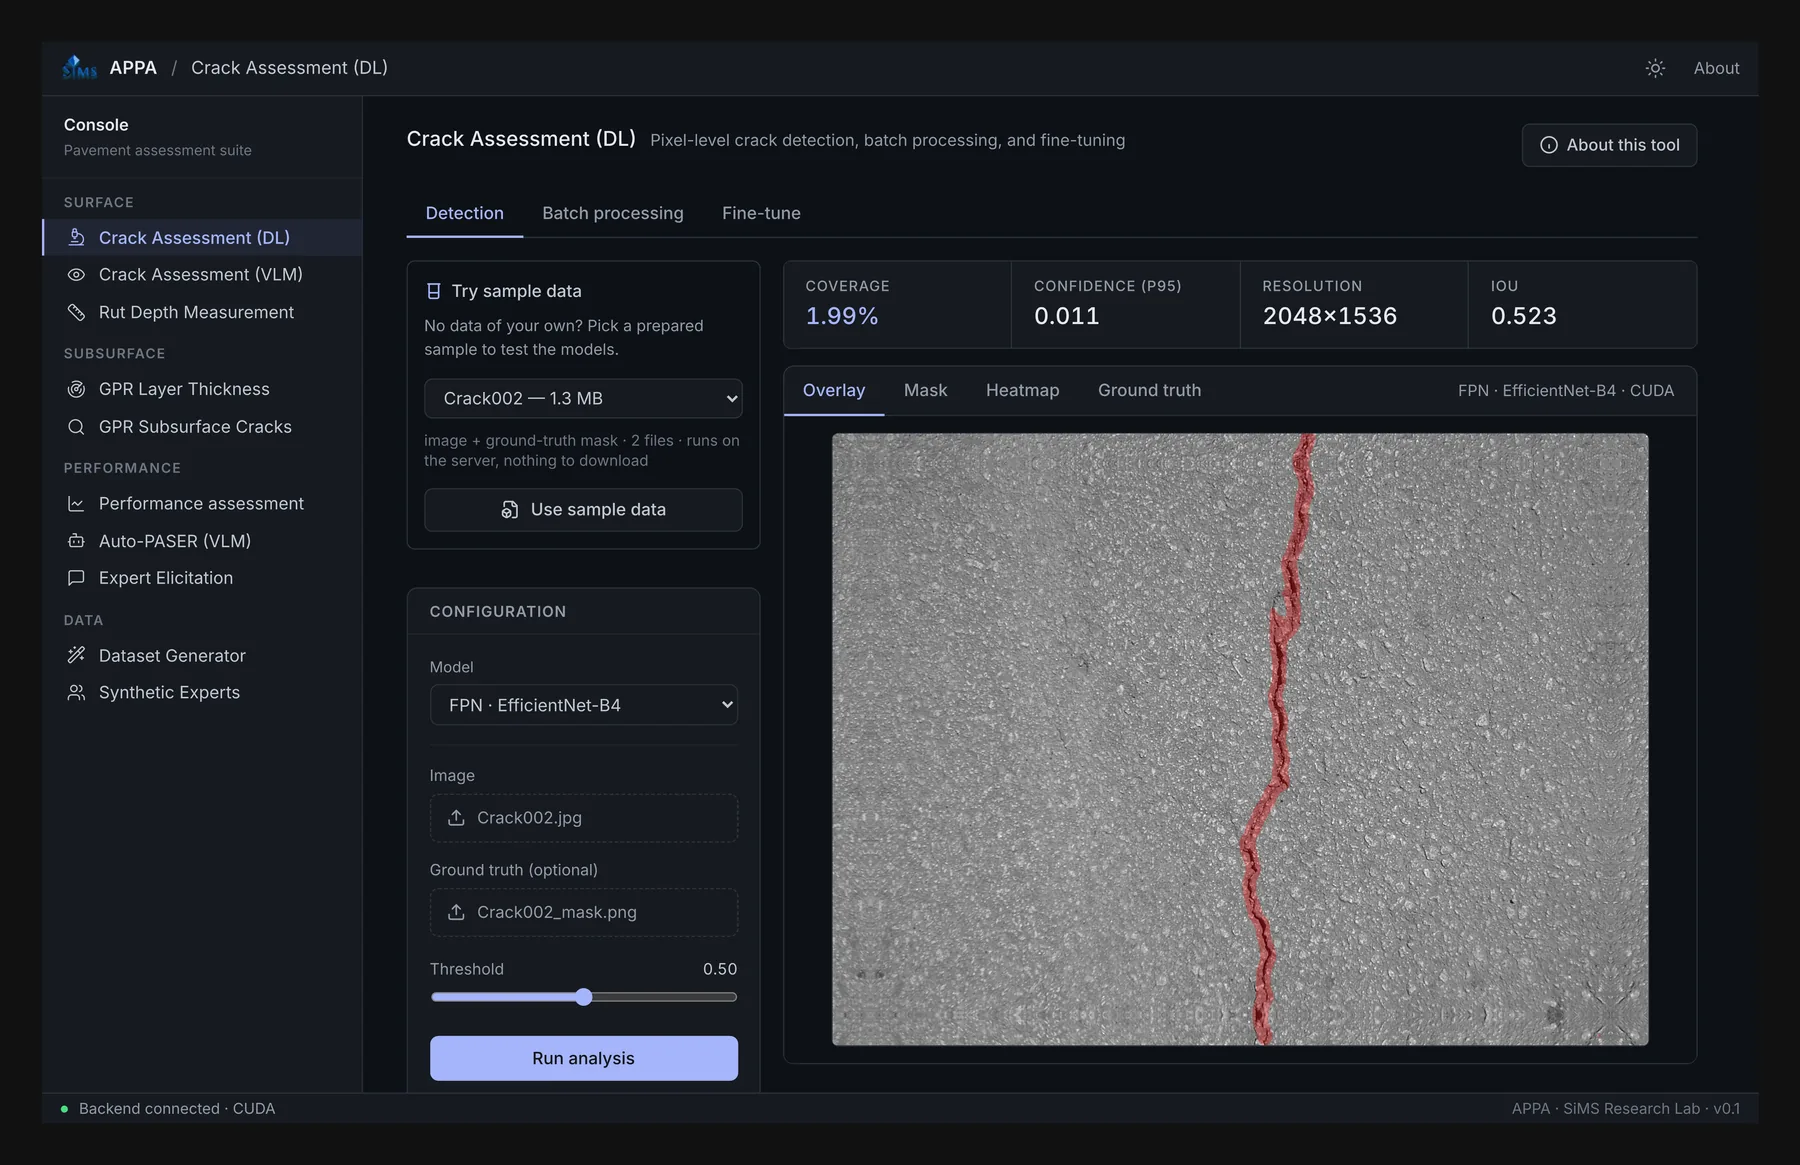 SiMS APPA / Crack Assessment (DL)
About
Console
Pavement assessment suite
SURFACE
Crack Assessment (DL)
Crack Assessment (VLM)
Rut Depth Measurement
SUBSURFACE
GPR Layer Thickness
GPR Subsurface Cracks
PERFORMANCE
Performance assessment
Auto-PASER (VLM)
Expert Elicitation
DATA
Dataset Generator
Synthetic Experts
Crack Assessment (DL) Pixel-level crack detection, batch processing, and fine-tuning
About this tool
Detection Batch processing Fine-tune
Try sample data
No data of your own? Pick a prepared
sample to test the models.
Crack002 — 1.3 MB
image + ground-truth mask · 2 files · runs on
the server, nothing to download
Use sample data
CONFIGURATION
Model
FPN · EfficientNet-B4
Image
Crack002.jpg
Ground truth (optional)
Crack002_mask.png
Threshold 0.50
Run analysis
COVERAGE
1.99%
CONFIDENCE (P95)
0.011
RESOLUTION
2048×1536
IOU
0.523
Overlay Mask Heatmap Ground truth
FPN · EfficientNet-B4 · CUDA
Backend connected · CUDA
APPA · SiMS Research Lab · v0.1